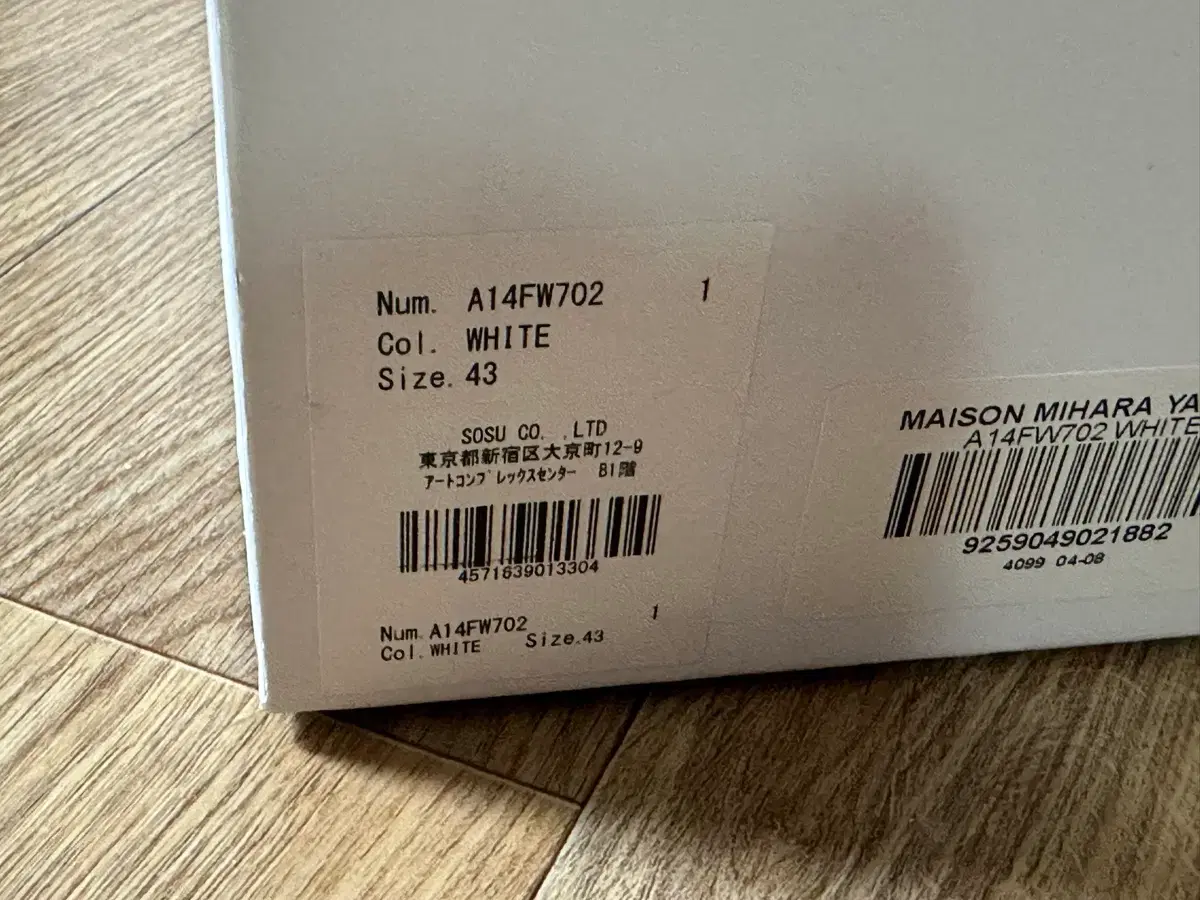 Num. A14FW702 1
Col. WHITE
Size. 43
SOSU CO. ,LTD
東京都新宿区大京町12-9
アートコンプレックスセンター B1階
4571639013304
Num. A14FW702 1
Col. WHITE Size.43
MAISON MIHARA YA
A14FW702 WHITE
9259049021882
4099 04-08